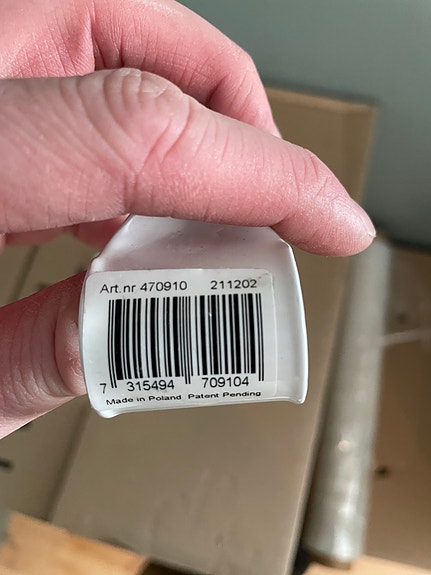 Art.nr 470910 211202
7 315494 709104
Made in Poland Patent Pending